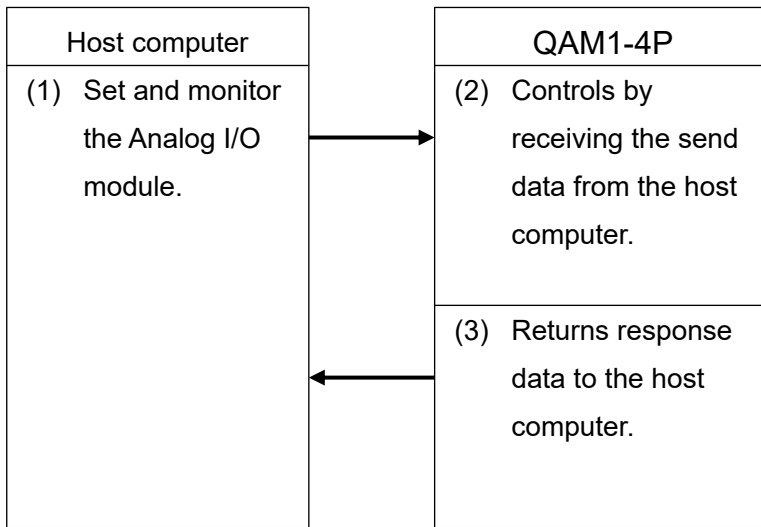 Host computer
(1) Set and monitor
the Analog I/O
module.
QAM1-4P
(2) Controls by
receiving the send
data from the host
computer.
(3) Returns response
data to the host
computer.